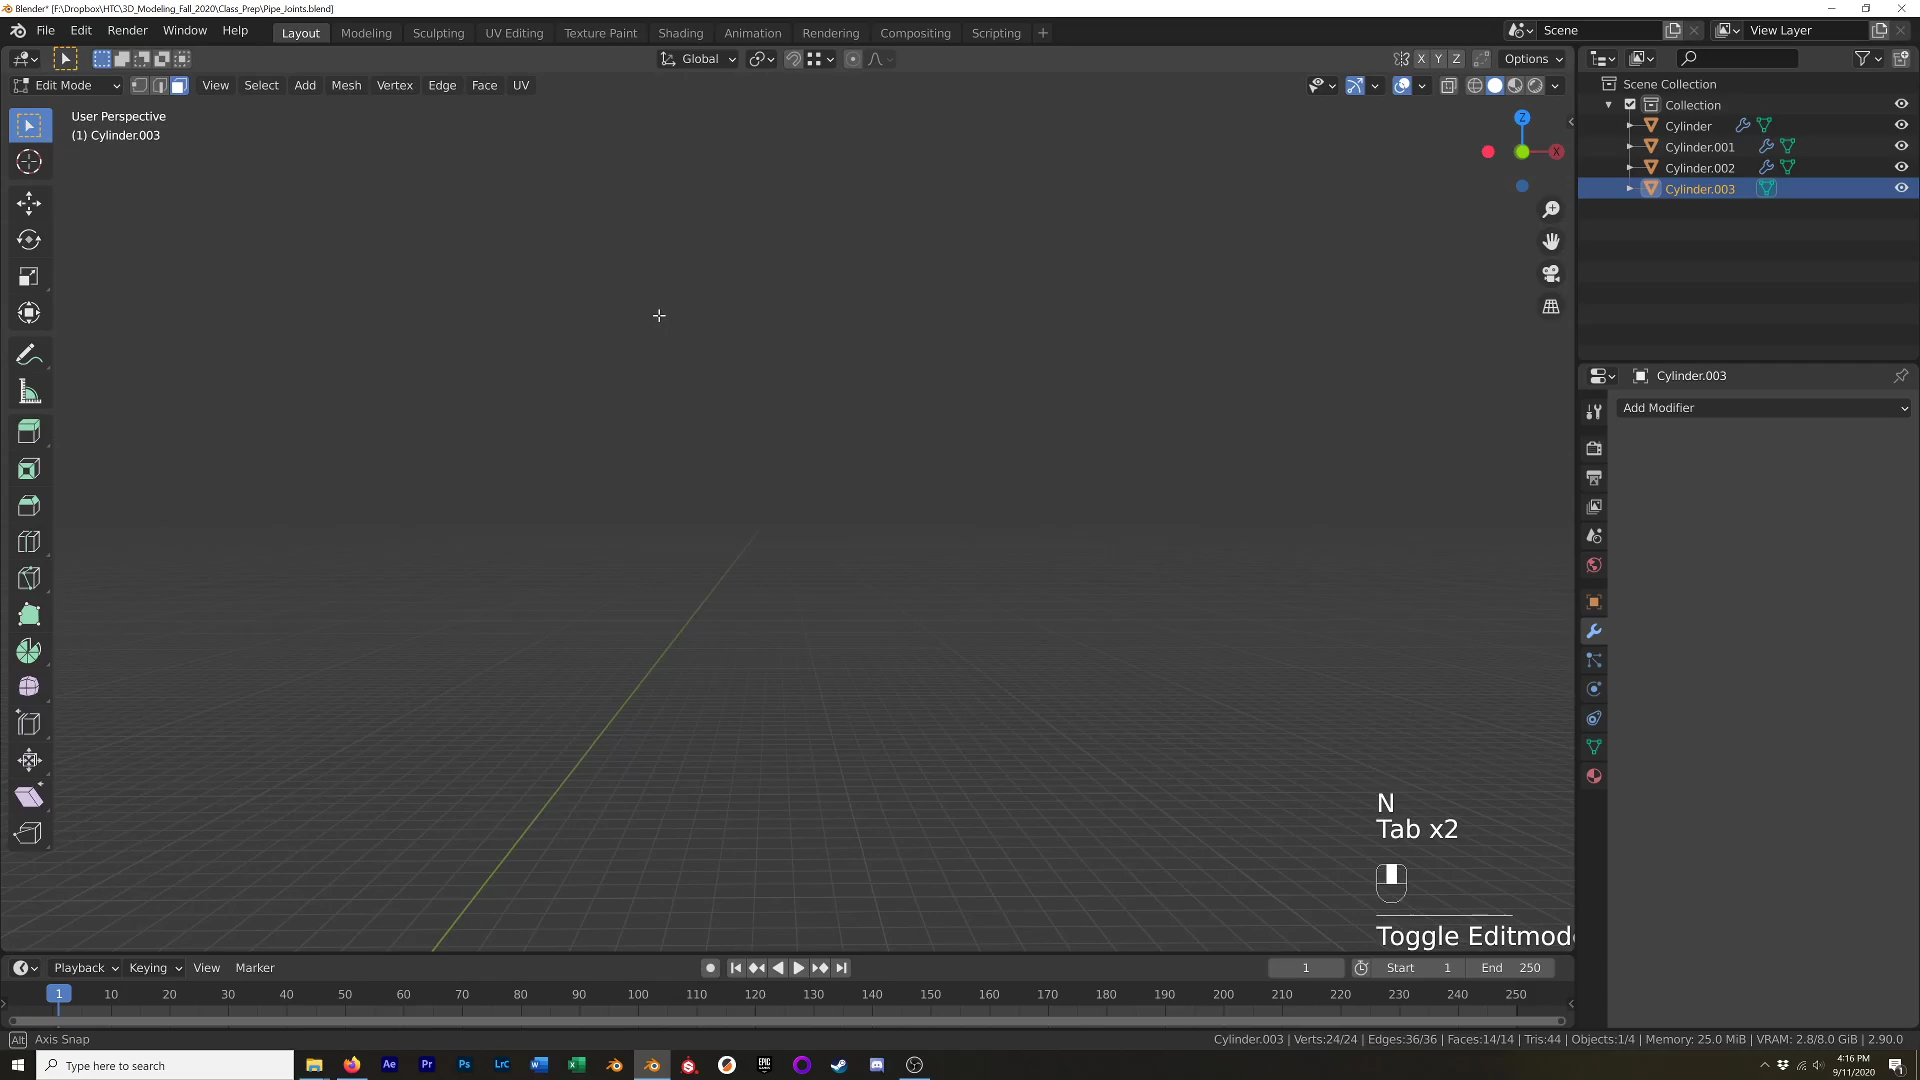 Blender* [F:\Dropbox\HTC\3D_Modeling_Fall_2020\Class_Prep\Pipe_Joints.blend]
File Edit Render Window Help Layout Modeling Sculpting UV Editing Texture Paint Shading Animation Rendering Compositing Scripting Scene View Layer
Global X Y Z Options
Edit Mode View Select Add Mesh Vertex Edge Face UV
Scene Collection
Collection
Cylinder
Cylinder.001
Cylinder.002
Cylinder.003
User Perspective
(1) Cylinder.003
Z
X
Cylinder.003
Add Modifier
N
Tab x2
Toggle Editmod
Playback Keying View Marker 1 Start 1 End 250
1 10 20 30 40 50 60 70 80 90 100 110 120 130 140 150 160 170 180 190 200 210 220 230 240 250
Alt Axis Snap Cylinder.003 | Verts:24/24 | Edges:36/36 | Faces:14/14 | Tris:44 | Objects:1/4 | Memory: 25.0 MiB | VRAM: 2.8/8.0 GiB | 2.90.0
Type here to search Ae Pr Ps Lrc
4:16 PM
9/11/2020